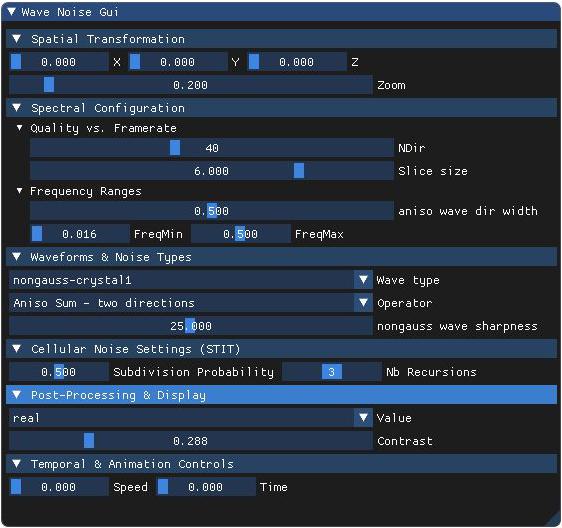 Wave Noise Gui
Spatial Transformation
0.000 X 0.000 Y 0.000 Z
0.200 Zoom
Spectral Configuration
Quality vs. Framerate
40 NDir
6.000 Slice size
Frequency Ranges
0.500 aniso wave dir width
0.016 FreqMin 0.500 FreqMax
Waveforms & Noise Types
nongauss-crystal1 Wave type
Aniso Sum - two directions Operator
25.000 nongauss wave sharpness
Cellular Noise Settings (STIT)
0.500 Subdivision Probability 3 Nb Recursions
Post-Processing & Display
real Value
0.288 Contrast
Temporal & Animation Controls
0.000 Speed 0.000 Time